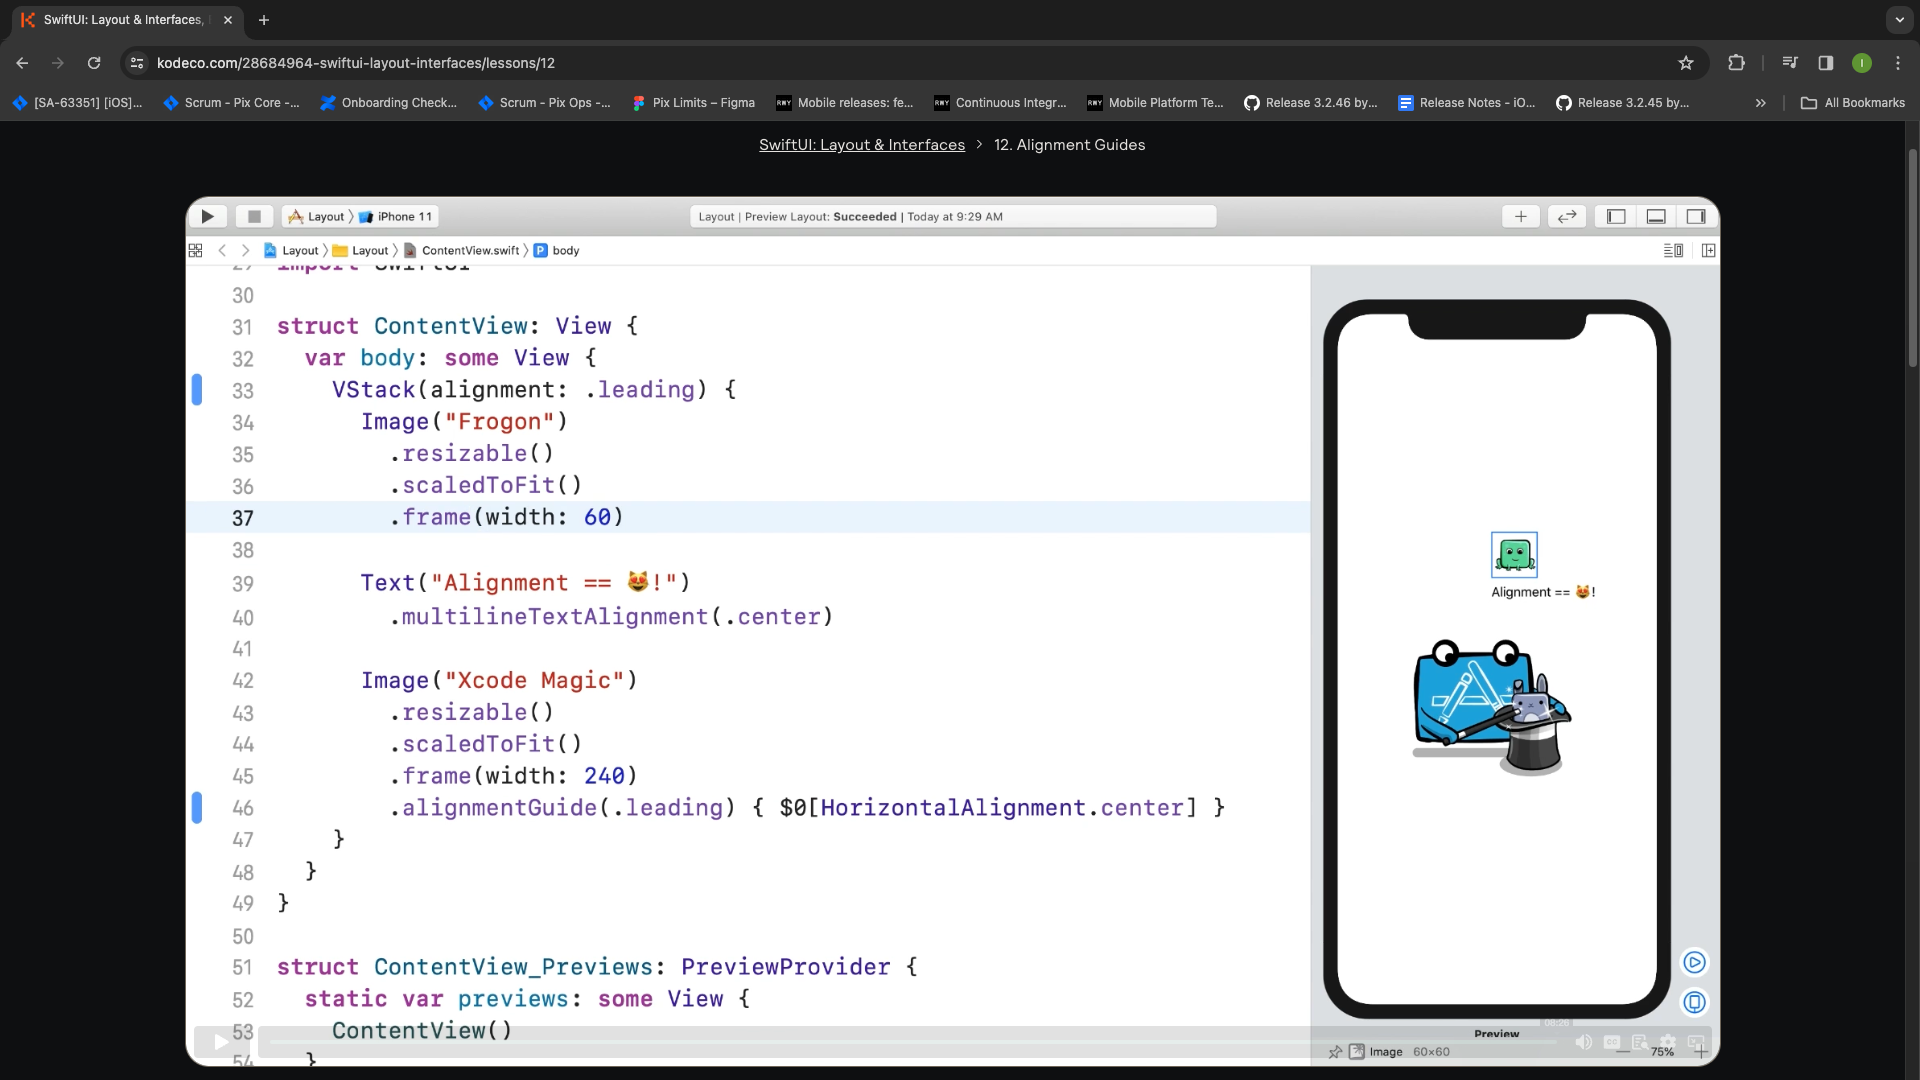 SwiftUI: Layout & Interfaces,
kodeco.com/28684964-swiftui-layout-interfaces/lessons/12
[SA-63351] [iOS]...
Scrum - Pix Core -...
Onboarding Check...
Scrum - Pix Ops -...
Pix Limits – Figma
Mobile releases: fe...
Continuous Integr...
Mobile Platform Te...
Release 3.2.46 by...
Release Notes - iO...
Release 3.2.45 by...
» All Bookmarks
SwiftUI: Layout & Interfaces > 12. Alignment Guides
Layout 〉 iPhone 11
Layout | Preview Layout: Succeeded | Today at 9:29 AM
Layout 〉 Layout 〉 ContentView.swift 〉 P body
29 import SwiftUI
30
31 struct ContentView: View {
32 var body: some View {
33 VStack(alignment: .leading) {
34 Image("Frogon")
35 .resizable()
36 .scaledToFit()
37 .frame(width: 60)
38
39 Text("Alignment == 😻!")
40 .multilineTextAlignment(.center)
41
42 Image("Xcode Magic")
43 .resizable()
44 .scaledToFit()
45 .frame(width: 240)
46 .alignmentGuide(.leading) { $0[HorizontalAlignment.center] }
47 }
48 }
49 }
50
51 struct ContentView_Previews: PreviewProvider {
52 static var previews: some View {
53 ContentView()
54 }
Alignment == 😻!
Preview
Image 60×60
75%